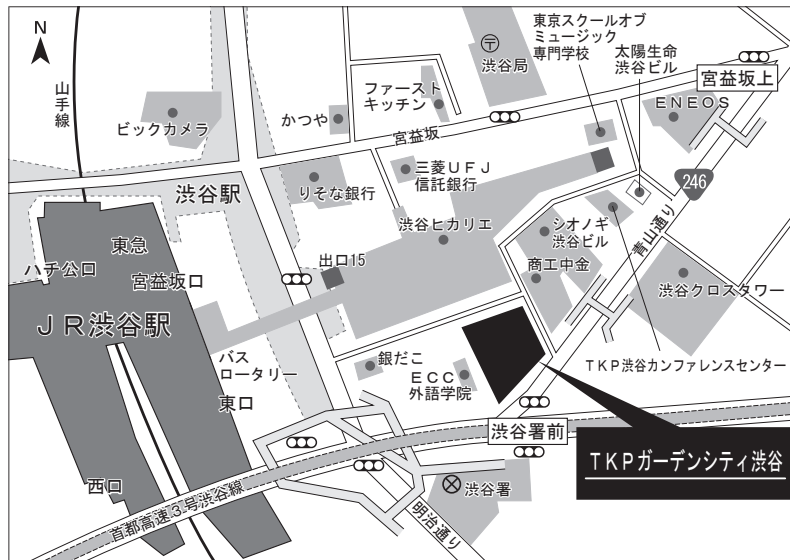 N
山手線
ビックカメラ
かつや
ファースト
キッチン
〒
渋谷局
東京スクールオブ
ミュージック
専門学校
太陽生命
渋谷ビル
宮益坂上
ENEOS
宮益坂
246
青山通り
渋谷駅
りそな銀行
三菱UFJ
信託銀行
渋谷ヒカリエ
シオノギ
渋谷ビル
商工中金
渋谷クロスタワー
東急
宮益坂口
ハチ公口
出口15
JR渋谷駅
バス
ロータリー
東口
銀だこ
ECC
外語学院
TKP渋谷カンファレンスセンター
渋谷署前
TKPガーデンシティ渋谷
西口
首都高速3号渋谷線
渋谷署
明治通り